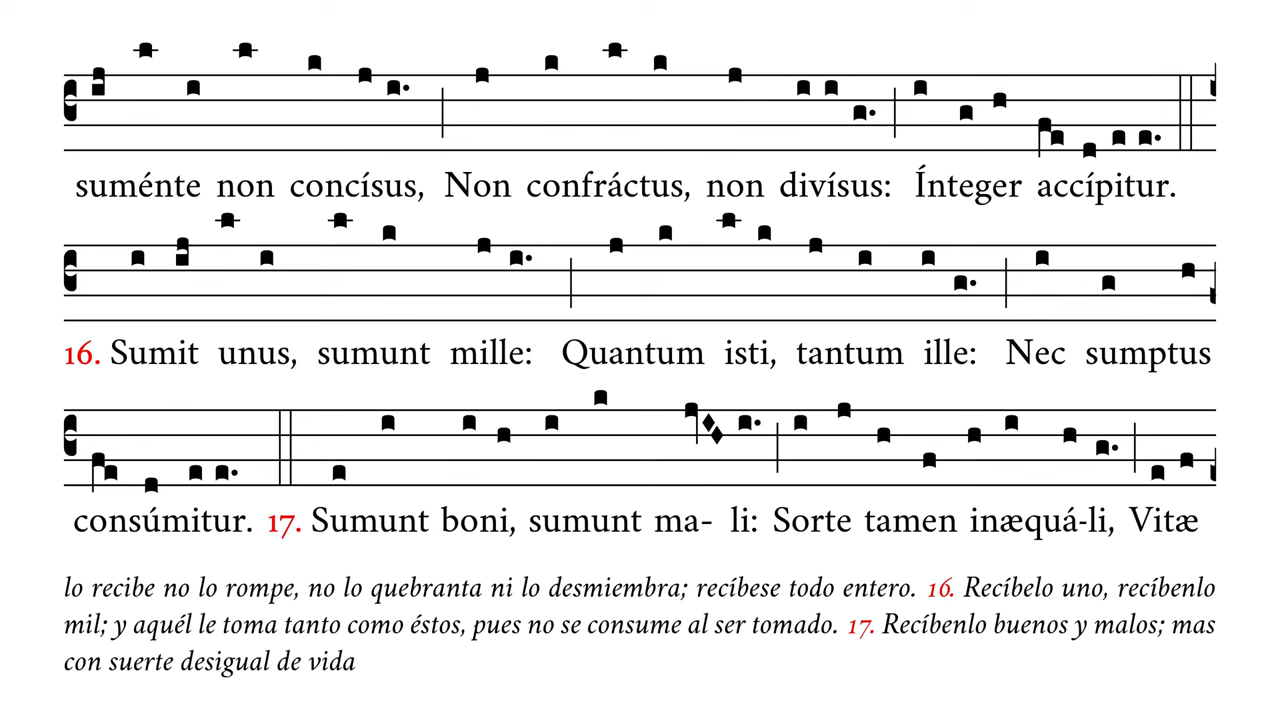 suménte non concísus, Non confráctus, non divísus: Ínteger accípitur.
16. Sumit unus, sumunt mille: Quantum isti, tantum ille: Nec sumptus
consúmitur. 17. Sumunt boni, sumunt ma- li: Sorte tamen inæquá-li, Vitæ
lo recibe no lo rompe, no lo quebranta ni lo desmiembra; recíbese todo entero. 16. Recíbelo uno, recíbenlo
mil; y aquél le toma tanto como éstos, pues no se consume al ser tomado. 17. Recíbenlo buenos y malos; mas
con suerte desigual de vida